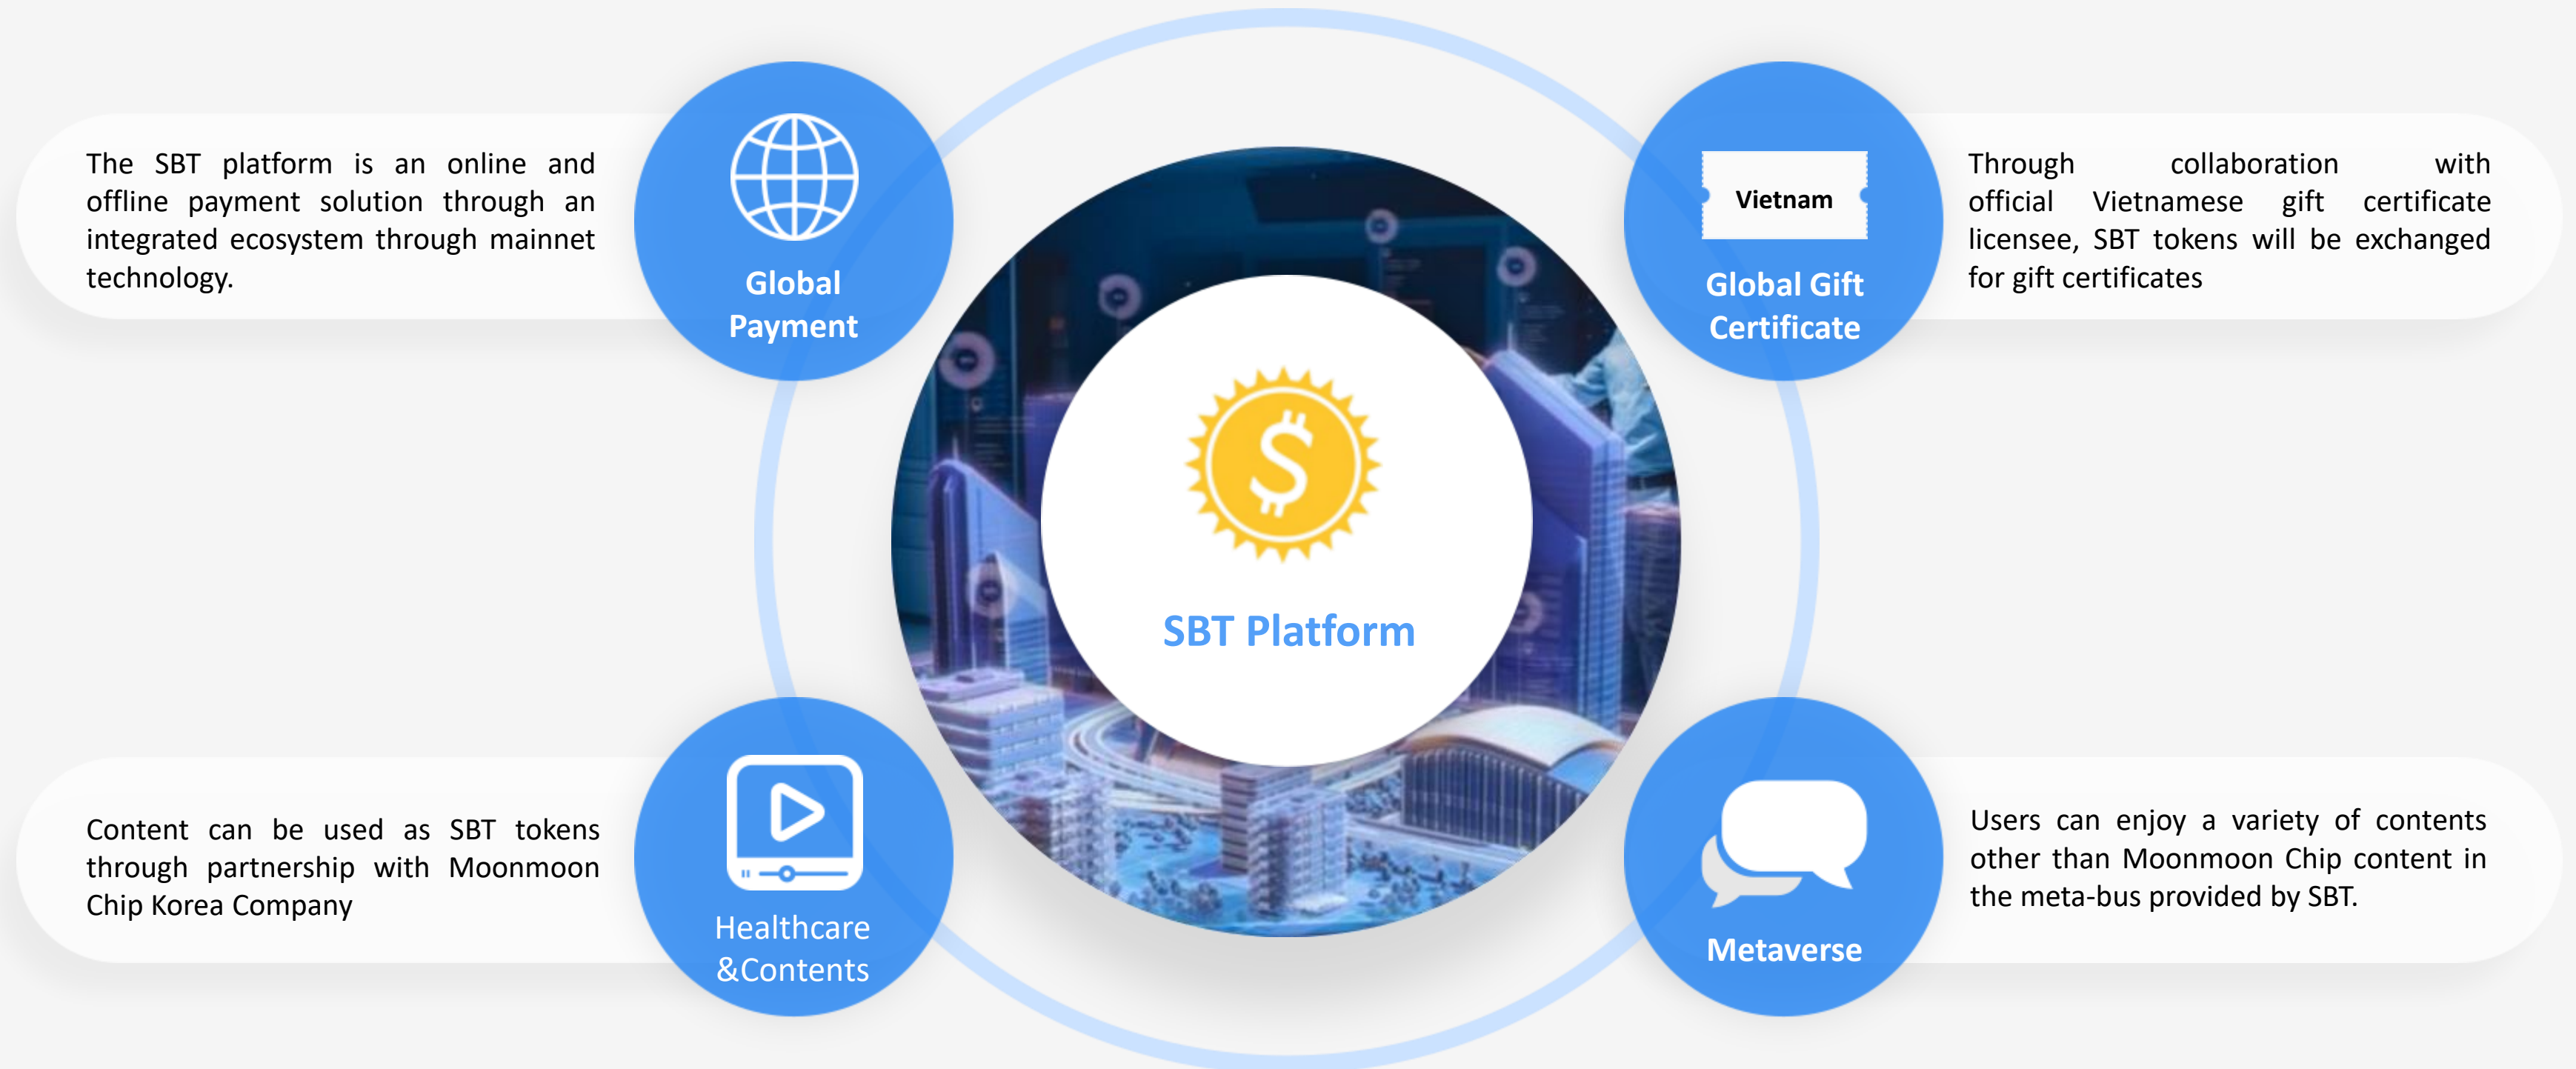 The SBT platform is an online and
offline payment solution through an
integrated ecosystem through mainnet
technology.
Global
Payment
Vietnam
Global Gift
Certificate
Through collaboration with
official Vietnamese gift certificate
licensee, SBT tokens will be exchanged
for gift certificates
SBT Platform
Content can be used as SBT tokens
through partnership with Moonmoon
Chip Korea Company
Healthcare
&Contents
Metaverse
Users can enjoy a variety of contents
other than Moonmoon Chip content in
the meta-bus provided by SBT.